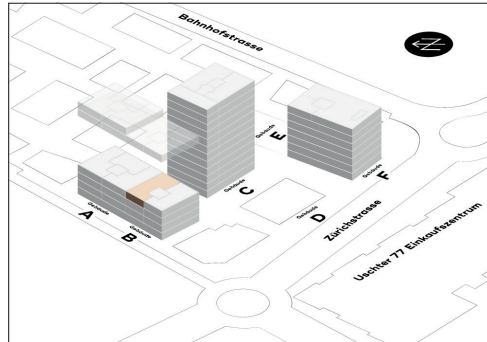 Bahnhofstrasse
N
Gebäude
E
Gebäude
F
Gebäude
C
Gebäude
D
Gebäude
A
Gebäude
B
Zürichstrasse
Uschter 77 Einkaufszentrum